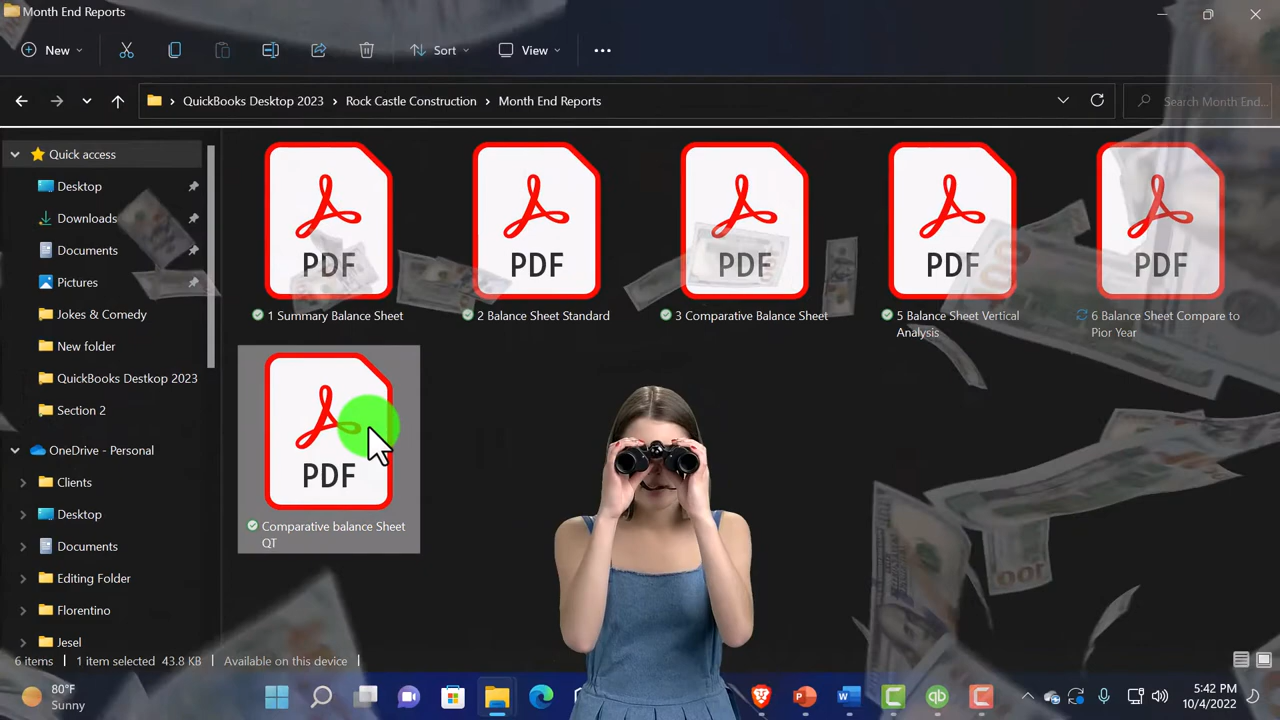 Month End Reports
New
Sort
View
QuickBooks Desktop 2023
Rock Castle Construction
Month End Reports
Search Month End...
Quick access
Desktop
Downloads
Documents
Pictures
Jokes & Comedy
New folder
QuickBooks Destkop 2023
Section 2
OneDrive - Personal
Clients
Desktop
Documents
Editing Folder
Florentino
Jesel
PDF
1 Summary Balance Sheet
PDF
2 Balance Sheet Standard
PDF
3 Comparative Balance Sheet
PDF
5 Balance Sheet Vertical
Analysis
PDF
6 Balance Sheet Compare to
Pior Year
PDF
Comparative balance Sheet
QT
6 items
1 item selected 43.8 KB
Available on this device
80°F
Sunny
5:42 PM
10/4/2022